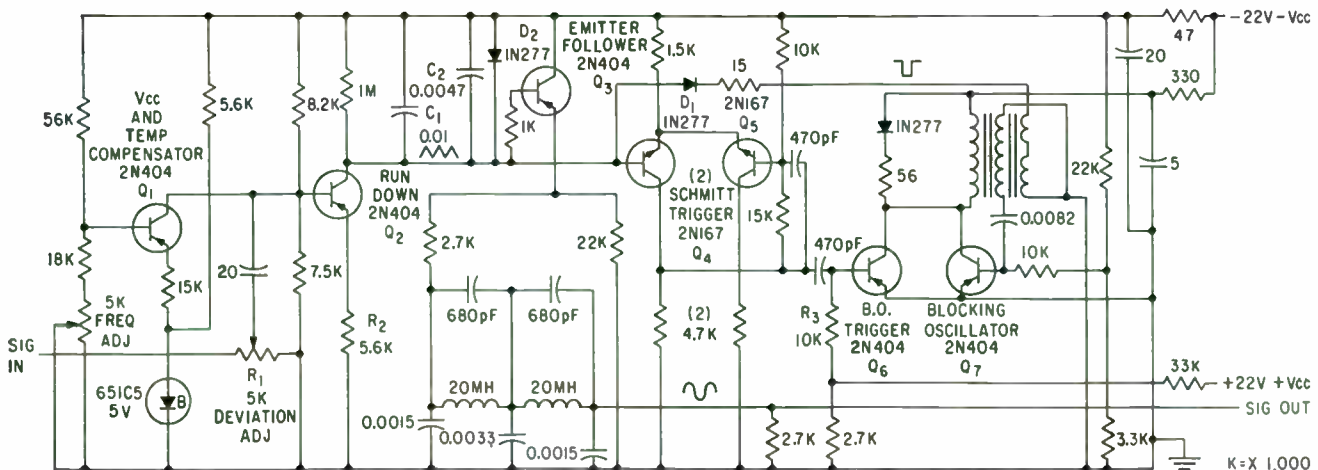 -22V-Vcc
47
20
330
5
56K
Vcc
AND
TEMP
COMPENSATOR
2N404
Q1
5.6K
8.2K
1M
C2
0.0047
C1
0.01
D2
1N277
1K
EMITTER
FOLLOWER
2N404
Q3
1.5K
D1
1N277
15
2N167
Q5
10K
470pF
1N277
56
22K
0.0082
10K
RUN
DOWN
2N404
Q2
(2)
SCHMITT
TRIGGER
2N167
Q4
15K
470pF
18K
15K
20
7.5K
2.7K
22K
5K
FREQ
ADJ
680pF
680pF
R2
5.6K
(2)
4.7K
R3
10K
B.O.
TRIGGER
2N404
Q6
BLOCKING
OSCILLATOR
2N404
Q7
SIG
IN
R1
5K
DEVIATION
ADJ
651C5
5V
B
20MH
20MH
0.0015
0.0033
0.0015
33K
+22V +Vcc
SIG OUT
2.7K
2.7K
3.3K
K=X 1,000